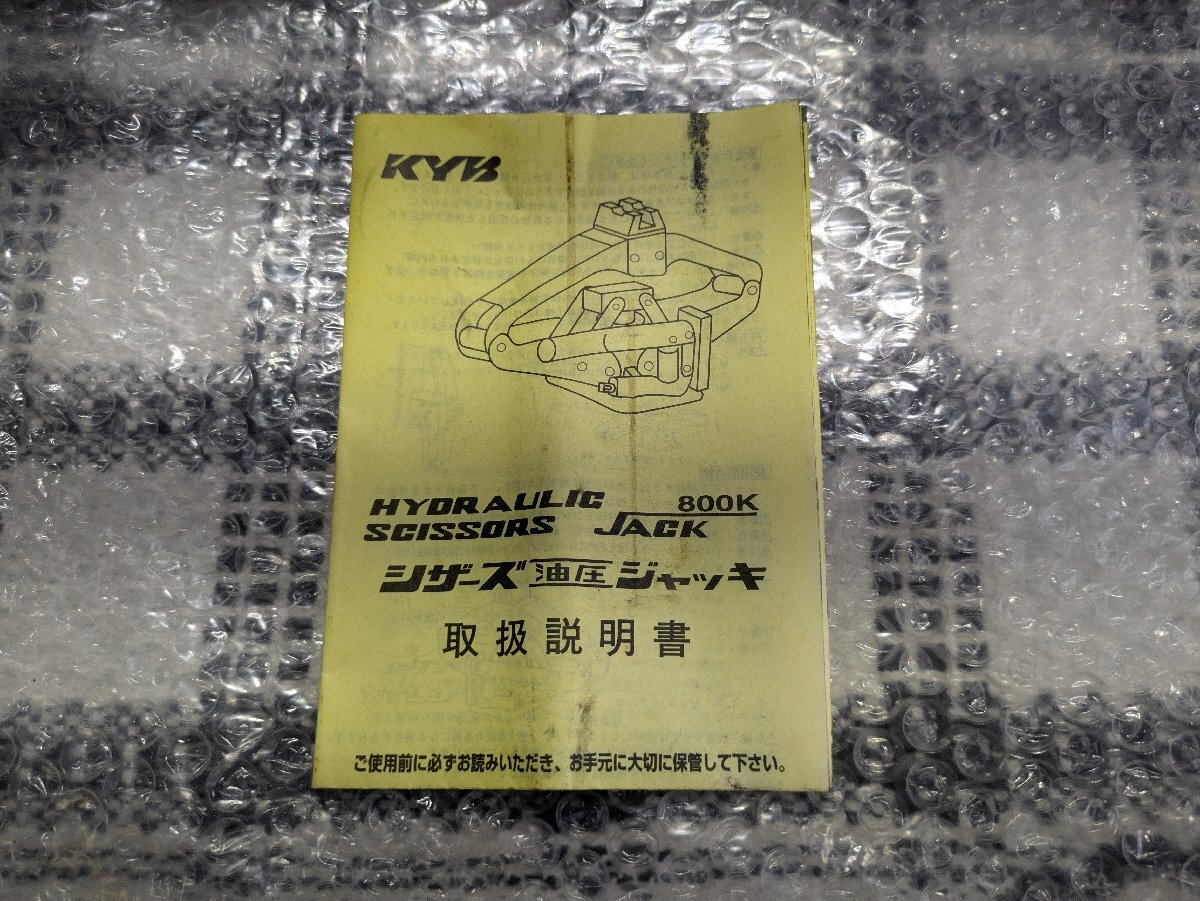 KYB
HYDRAULIC 800K
SCISSORS JACK
シザーズ油圧ジャッキ
取扱説明書
ご使用前に必ずお読みいただき、お手元に大切に保管して下さい。